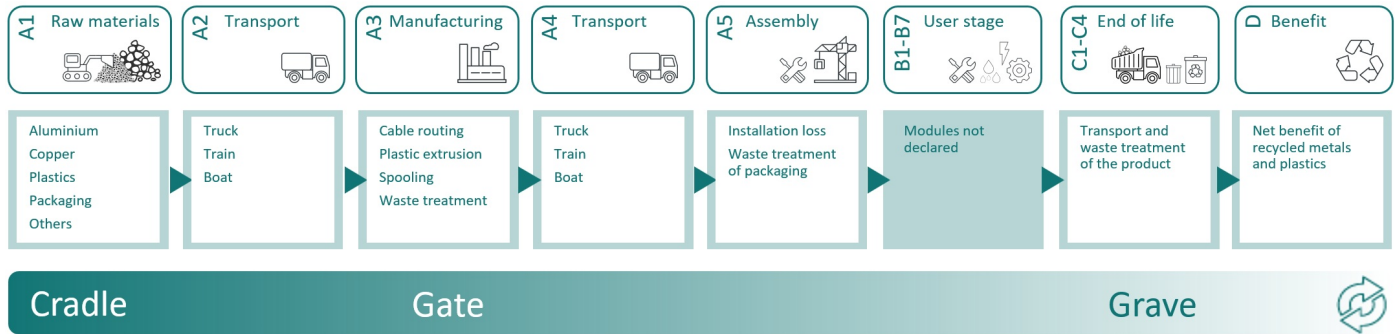 A1 Raw materials
A2 Transport
A3 Manufacturing
A4 Transport
A5 Assembly
B1-B7 User stage
C1-C4 End of life
D Benefit
Aluminium
Copper
Plastics
Packaging
Others
Truck
Train
Boat
Cable routing
Plastic extrusion
Spooling
Waste treatment
Truck
Train
Boat
Installation loss
Waste treatment
of packaging
Modules not
declared
Transport and
waste treatment
of the product
Net benefit of
recycled metals
and plastics
Cradle
Gate
Grave